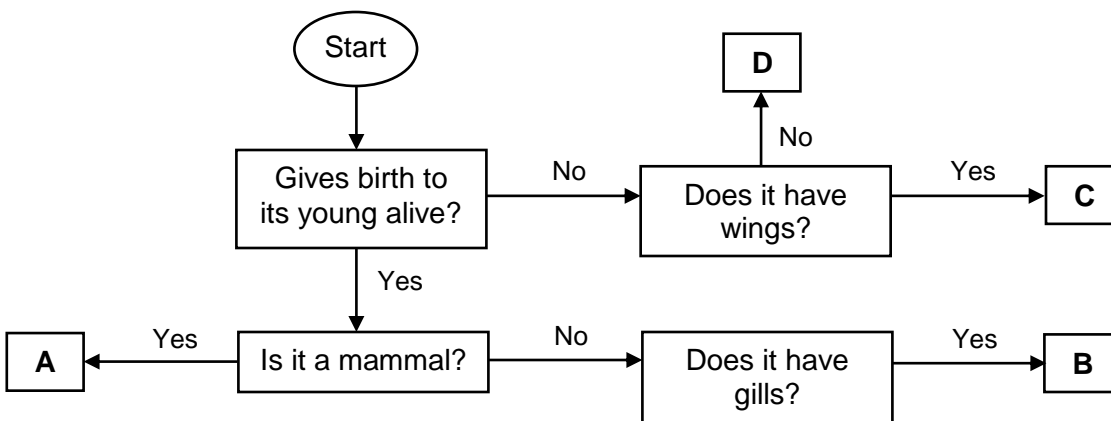 Start
D
No
Gives birth to
its young alive?
No
Does it have
wings?
Yes
C
Yes
A
Yes
Is it a mammal?
No
Does it have
gills?
Yes
B